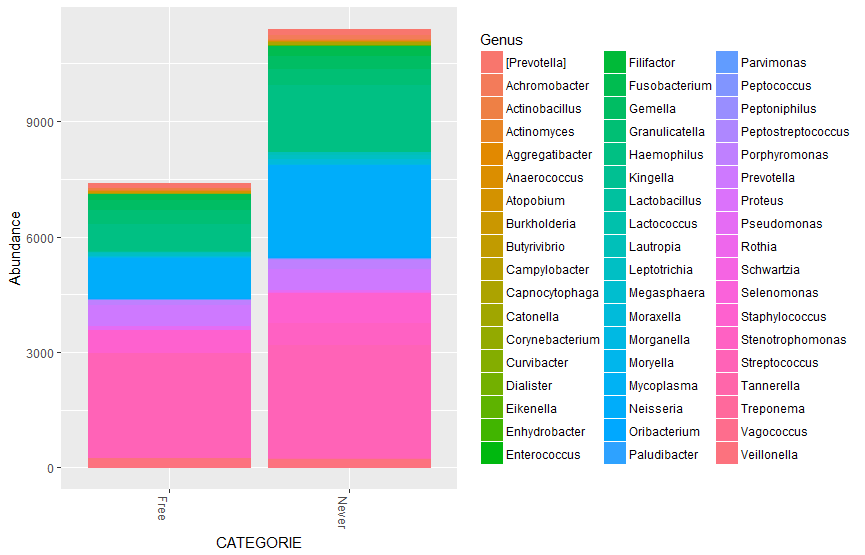 Abundance
9000
6000
3000
0
Free
Never
CATEGORIE
Genus
[Prevotella]
Achromobacter
Actinobacillus
Actinomyces
Aggregatibacter
Anaerococcus
Atopobium
Burkholderia
Butyrivibrio
Campylobacter
Capnocytophaga
Catonella
Corynebacterium
Curvibacter
Dialister
Eikenella
Enhydrobacter
Enterococcus
Filifactor
Fusobacterium
Gemella
Granulicatella
Haemophilus
Kingella
Lactobacillus
Lactococcus
Lautropia
Leptotrichia
Megasphaera
Moraxella
Morganella
Moryella
Mycoplasma
Neisseria
Oribacterium
Paludibacter
Parvimonas
Peptococcus
Peptoniphilus
Peptostreptococcus
Porphyromonas
Prevotella
Proteus
Pseudomonas
Rothia
Schwartzia
Selenomonas
Staphylococcus
Stenotrophomonas
Streptococcus
Tannerella
Treponema
Vagococcus
Veillonella